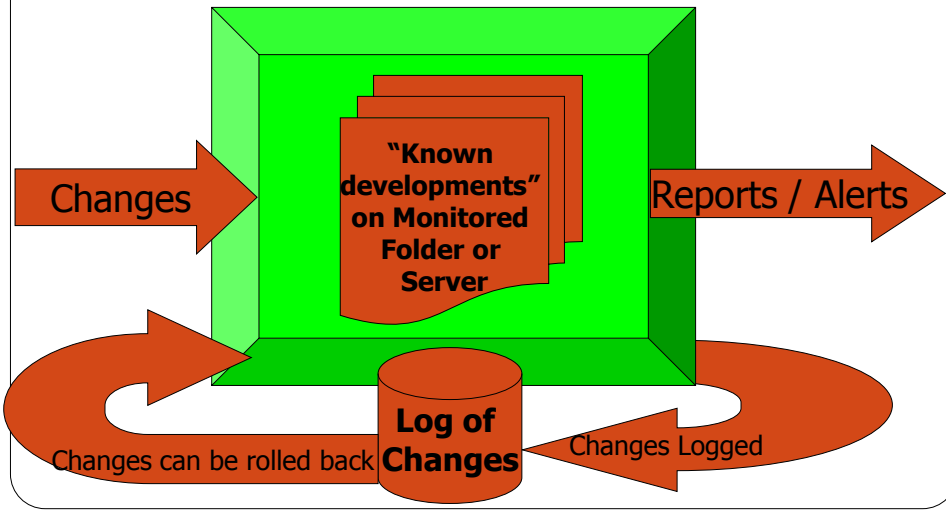 “Known
developments”
on Monitored
Folder or
Server
Changes
Reports / Alerts
Log of
Changes
Changes Logged
Changes can be rolled back